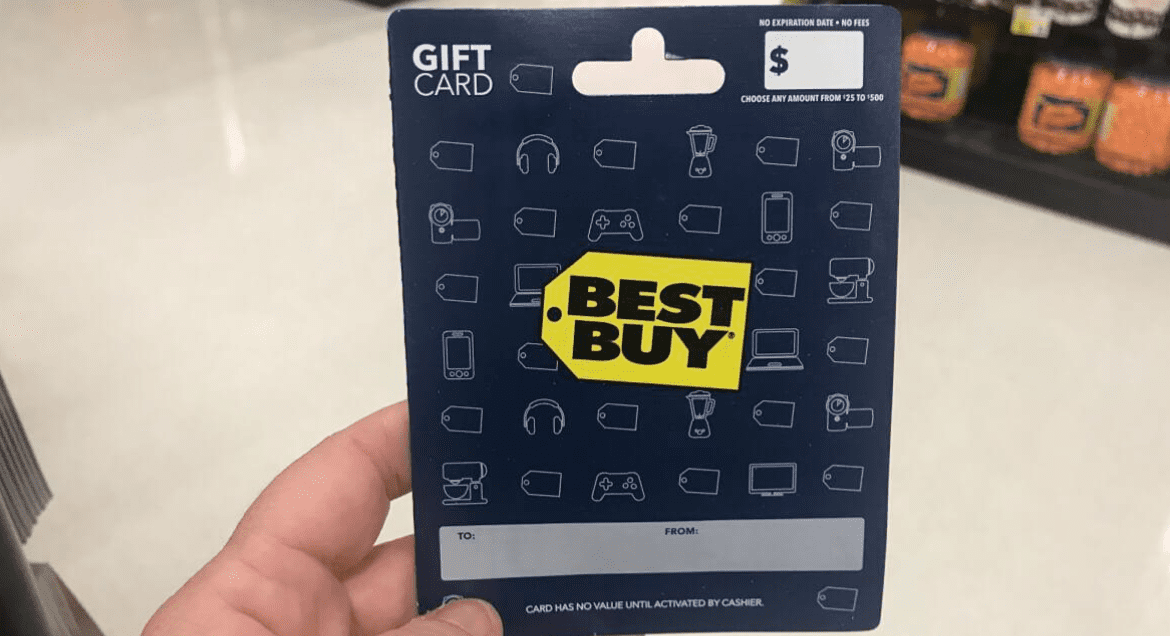 GIFT
CARD
NO EXPIRATION DATE • NO FEES
$
CHOOSE ANY AMOUNT FROM $25 TO $500
BEST
BUY®
TO: FROM:
CARD HAS NO VALUE UNTIL ACTIVATED BY CASHIER.